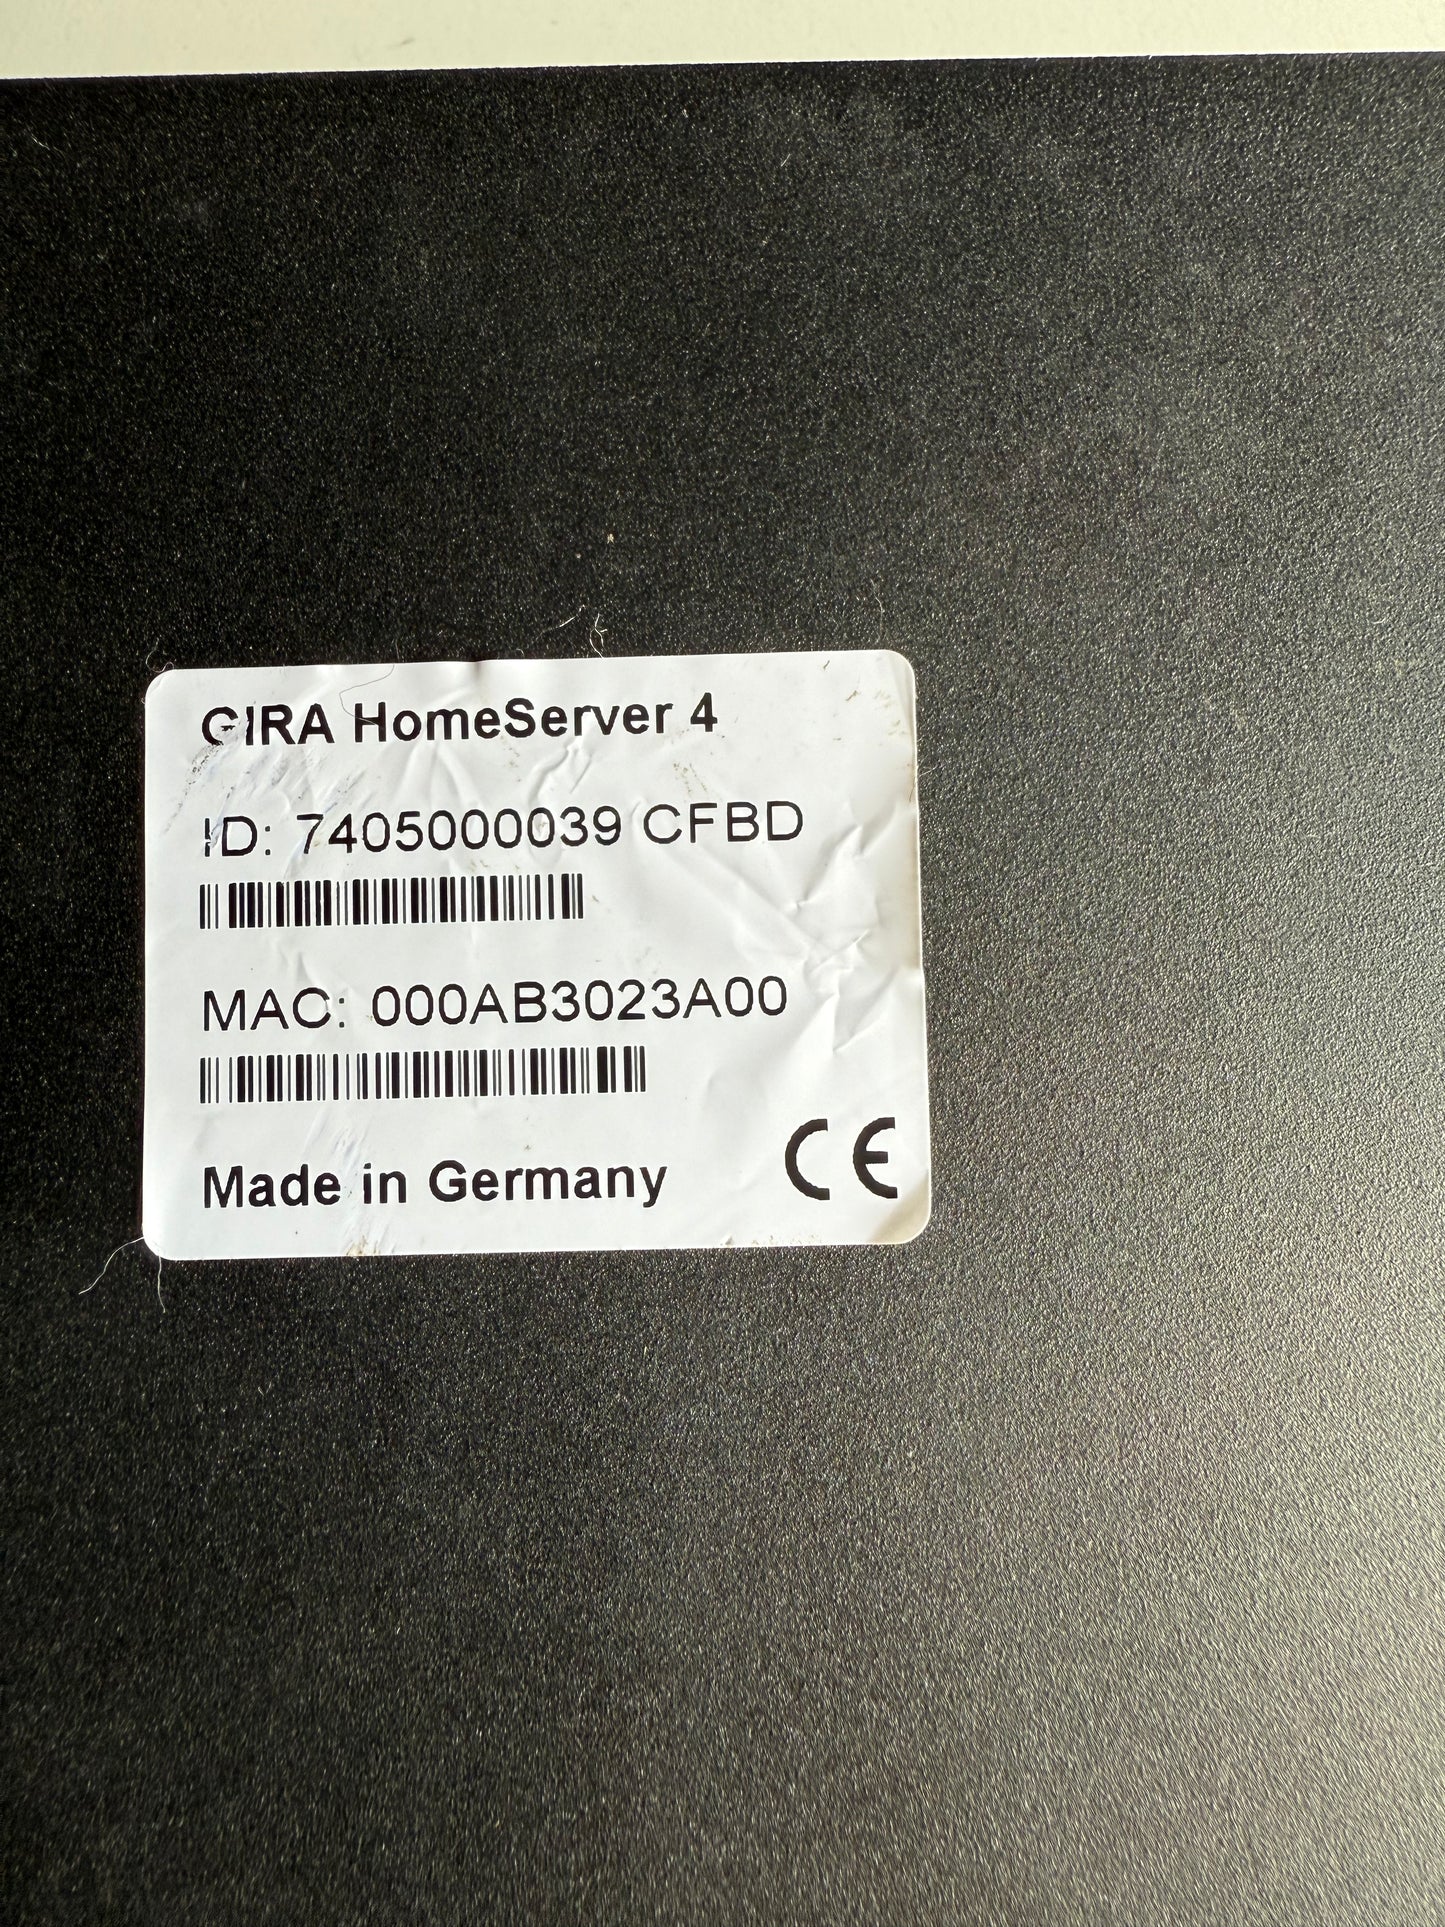 GIRA HomeServer 4
ID: 7405000039 CFBD
MAC: 000AB3023A00
Made in Germany
CE